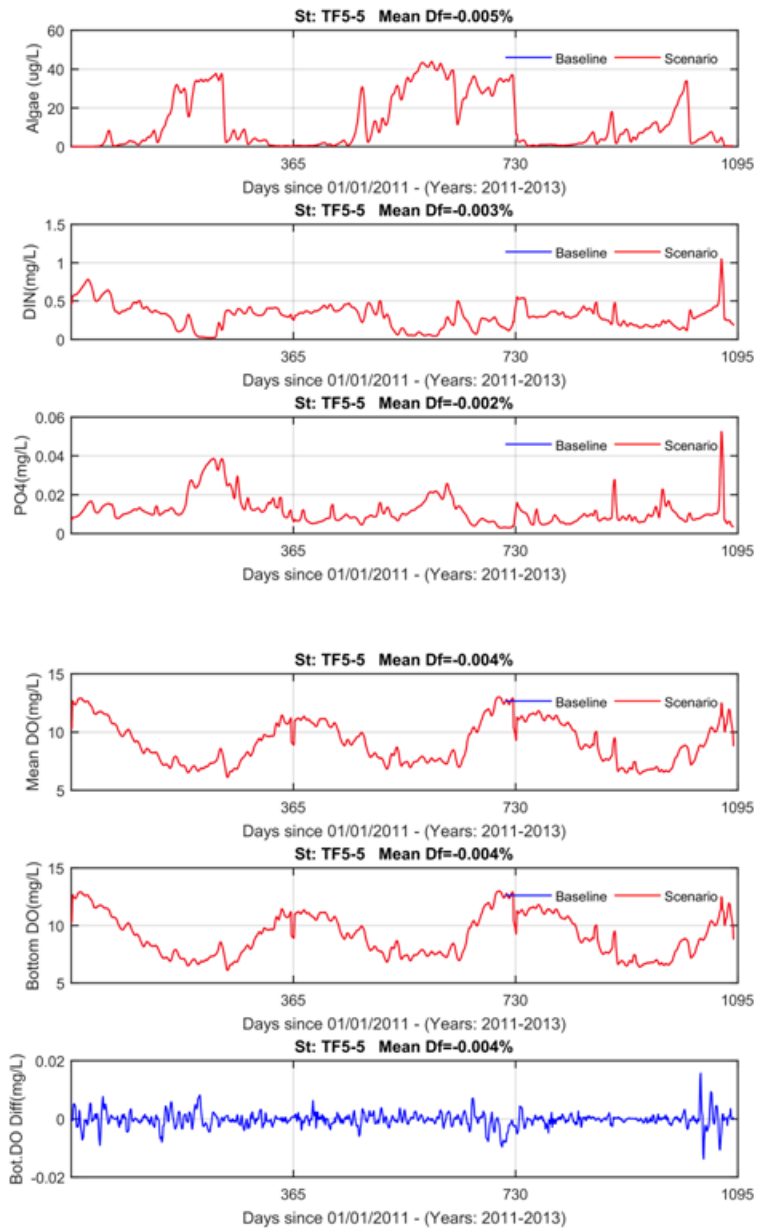 St: TF5-5 Mean Df=-0.005%
60
40
20
0
Algae (ug/L)
Baseline Scenario
365 730 1095
Days since 01/01/2011 - (Years: 2011-2013)
St: TF5-5 Mean Df=-0.003%
1.5
1
0.5
0
DIN(mg/L)
Baseline Scenario
365 730 1095
Days since 01/01/2011 - (Years: 2011-2013)
St: TF5-5 Mean Df=-0.002%
0.06
0.04
0.02
0
PO4(mg/L)
Baseline Scenario
365 730 1095
Days since 01/01/2011 - (Years: 2011-2013)
St: TF5-5 Mean Df=-0.004%
15
10
5
Mean DO(mg/L)
Baseline Scenario
365 730 1095
Days since 01/01/2011 - (Years: 2011-2013)
St: TF5-5 Mean Df=-0.004%
15
10
5
Bottom DO(mg/L)
Baseline Scenario
365 730 1095
Days since 01/01/2011 - (Years: 2011-2013)
St: TF5-5 Mean Df=-0.004%
0.02
0
-0.02
Bot.DO Diff(mg/L)
365 730 1095
Days since 01/01/2011 - (Years: 2011-2013)